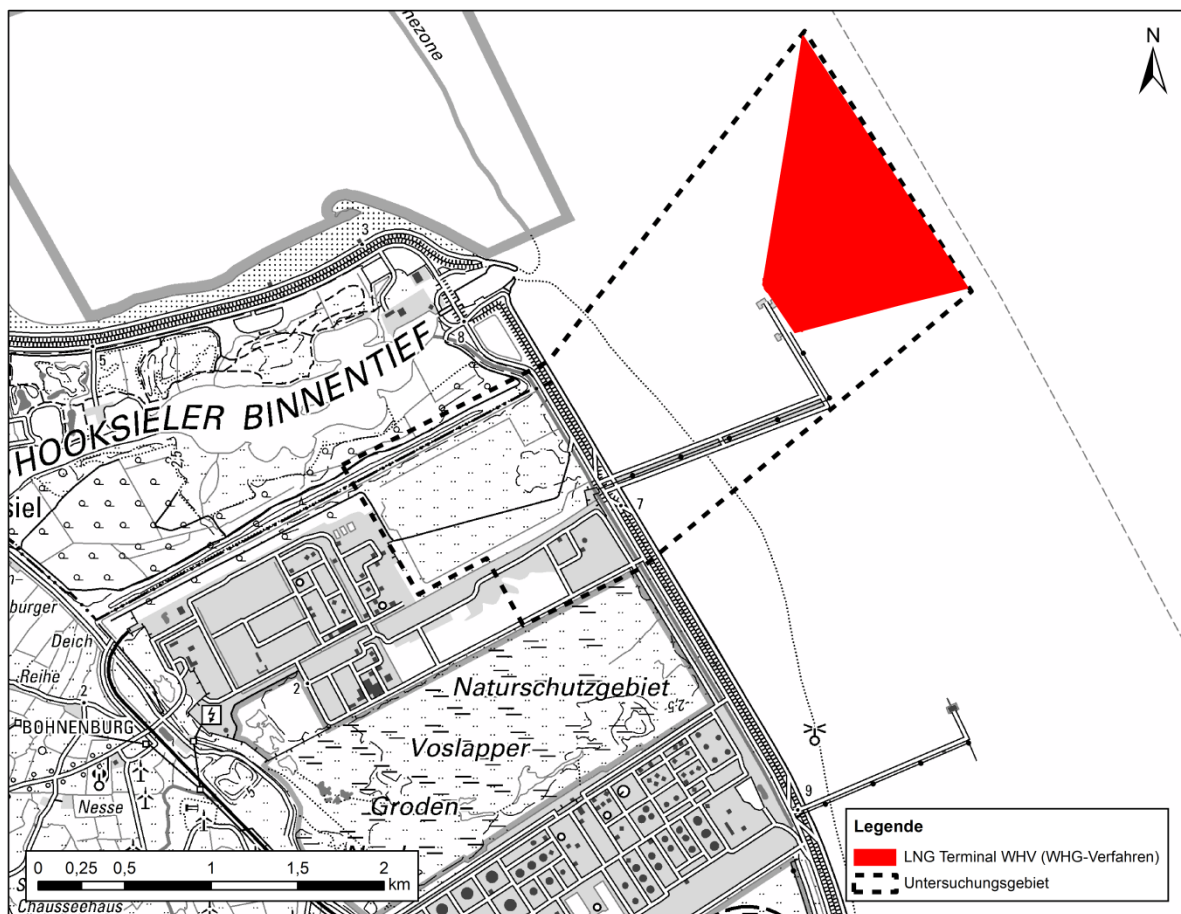 N
3
5
8
HOOKSIELER BINNENTIEF
2,5
siel
7
burger
Deich
Reihe
2
2
BOHNENBURG
Naturschutzgebiet
2,5
Voslapper
Groden
5
Nesse
9
Legende
LNG Terminal WHV (WHG-Verfahren)
Untersuchungsgebiet
0 0,25 0,5 1 1,5 2
km
Chausseehaus